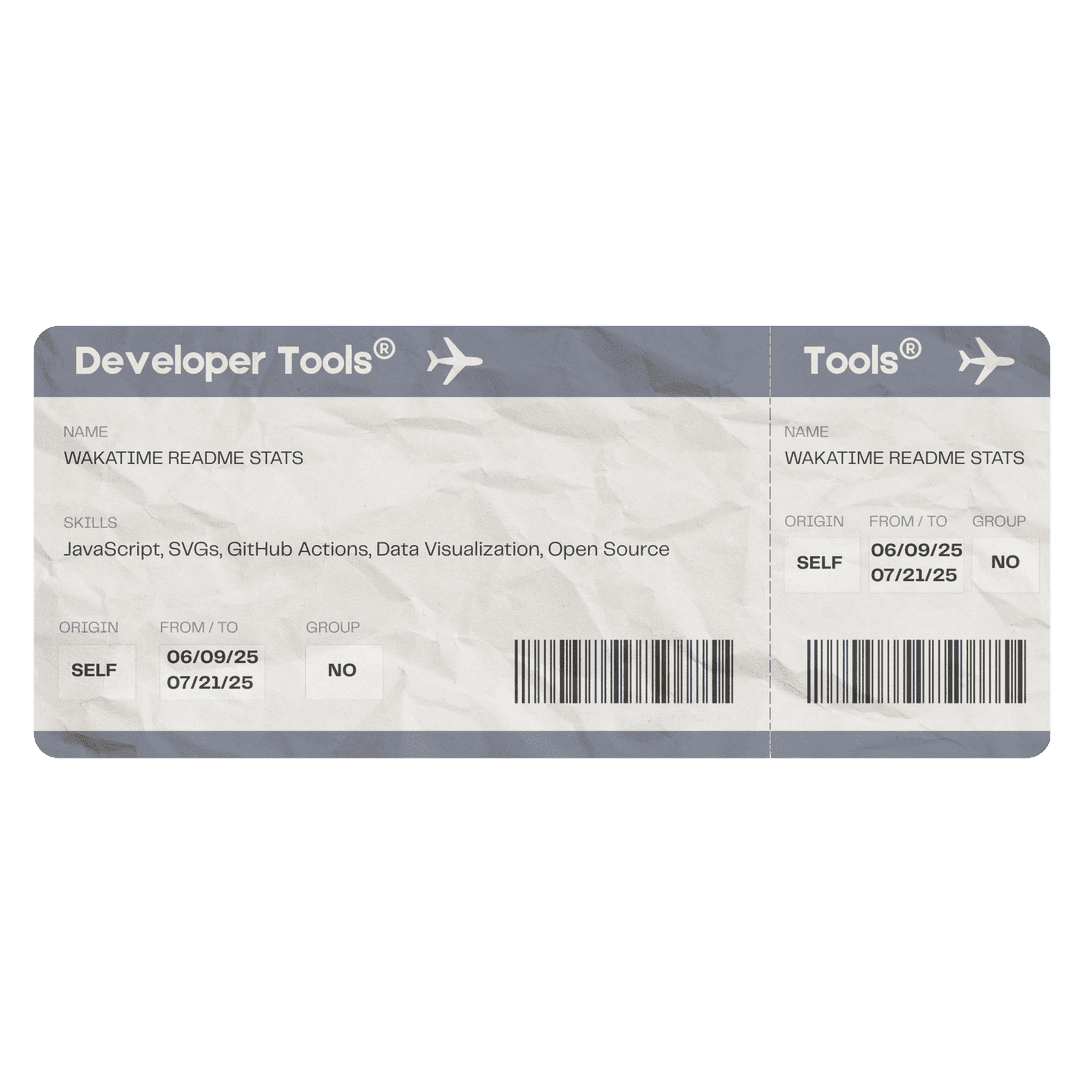 Developer Tools®
NAME
WAKATIME README STATS
SKILLS
JavaScript, SVGs, GitHub Actions, Data Visualization, Open Source
ORIGIN FROM / TO GROUP
SELF 06/09/25 NO
07/21/25
Tools®
NAME
WAKATIME README STATS
ORIGIN FROM / TO GROUP
SELF 06/09/25 NO
07/21/25